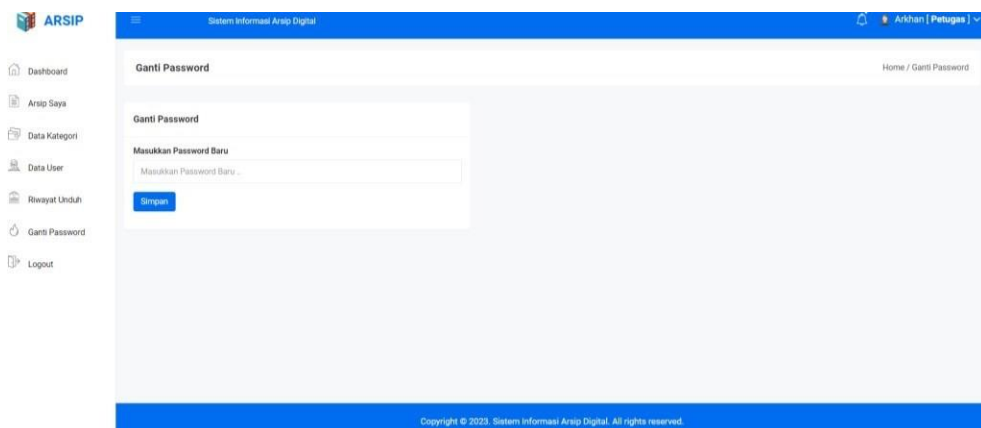 ARSIP
Sistem Informasi Arsip Digital
Arkhan [ Petugas ]
Dashboard
Arsip Saya
Data Kategori
Data User
Riwayat Unduh
Ganti Password
Logout
Ganti Password
Home / Ganti Password
Ganti Password
Masukkan Password Baru
Masukkan Password Baru ..
Simpan
Copyright © 2023. Sistem Informasi Arsip Digital. All rights reserved.